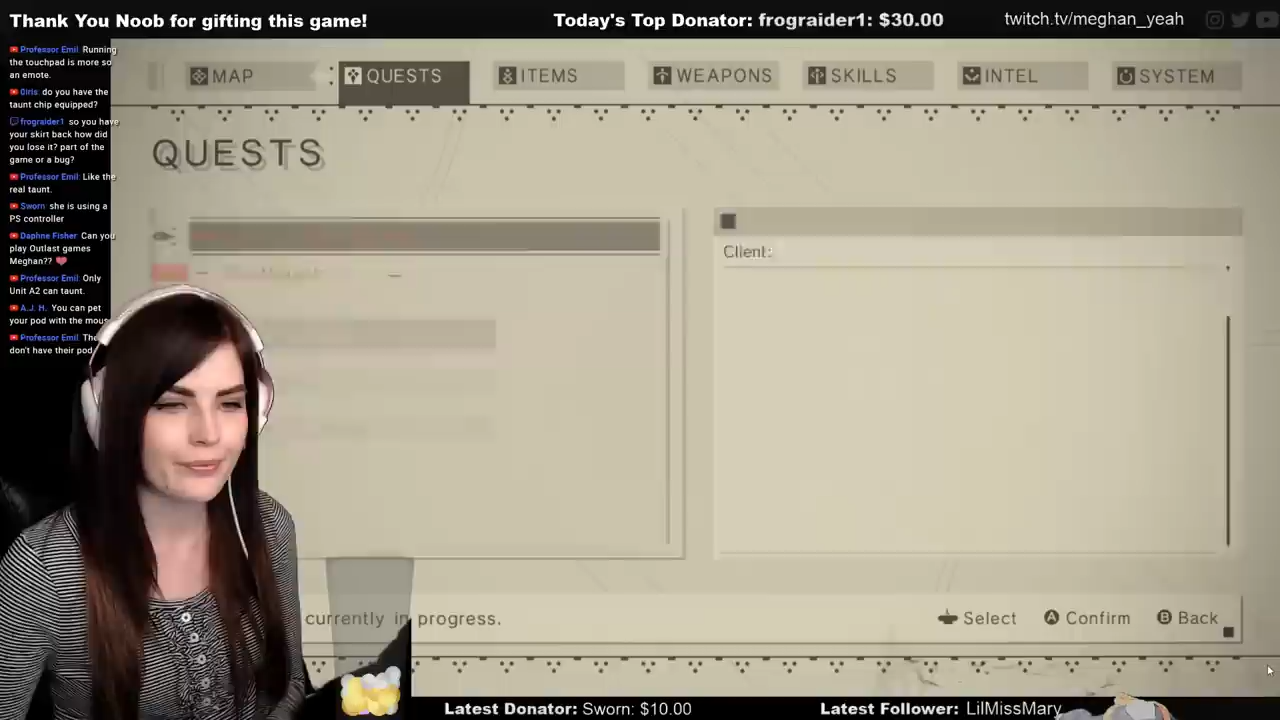 Thank You Noob for gifting this game!
Today's Top Donator: frograider1: $30.00
twitch.tv/meghan_yeah
Professor Emil: Running
the touchpad is more so
an emote.
do you have the
taunt chip equipped?
frograider1 so you have
your skirt back how did
you lose it? part of the
game or a bug?
Professor Emil: Like the
real taunt.
Sworn: she is using a
PS controller
Daphne Fisher: Can you
play Outlast games
Meghan??
Professor Emil: Only
Unit A2 can taunt.
A.J. H. You can pet
your pod with the mous
Professor Emil: The
don't have their pod
MAP
QUESTS
ITEMS
WEAPONS
SKILLS
INTEL
SYSTEM
QUESTS
Client:
currently in progress.
Select
Confirm
Back
Latest Donator: Sworn: $10.00
Latest Follower: LilMissMary